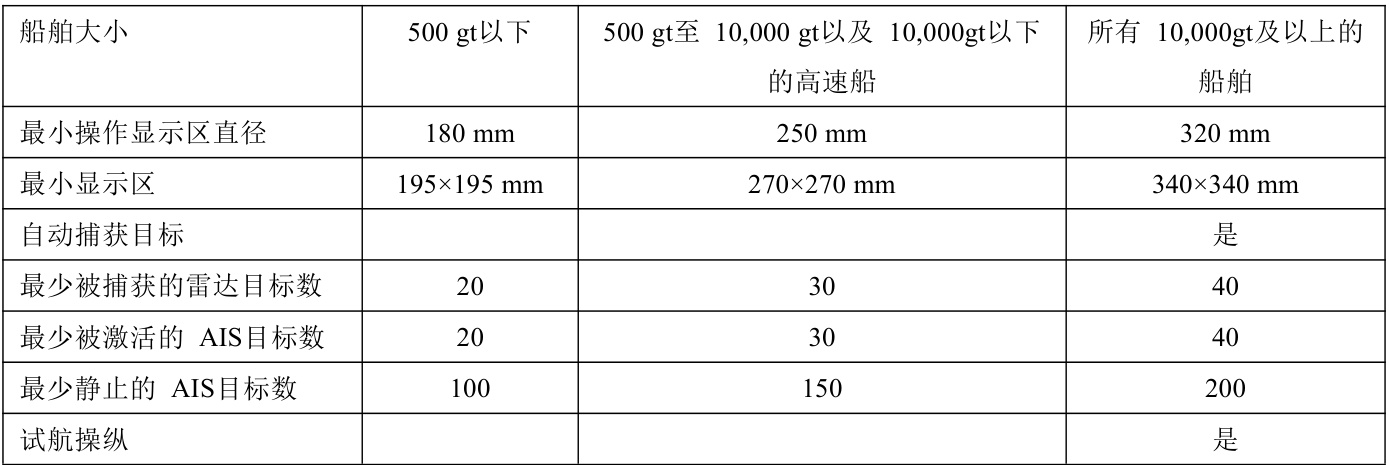 船舶大小 500 gt以下 500 gt至 10,000 gt以及 10,000gt以下 所有 10,000gt及以上的
的高速船 船舶
最小操作显示区直径 180 mm 250 mm 320 mm
最小显示区 195×195 mm 270×270 mm 340×340 mm
自动捕获目标 是
最少被捕获的雷达目标数 20 30 40
最少被激活的 AIS目标数 20 30 40
最少静止的 AIS目标数 100 150 200
试航操纵 是